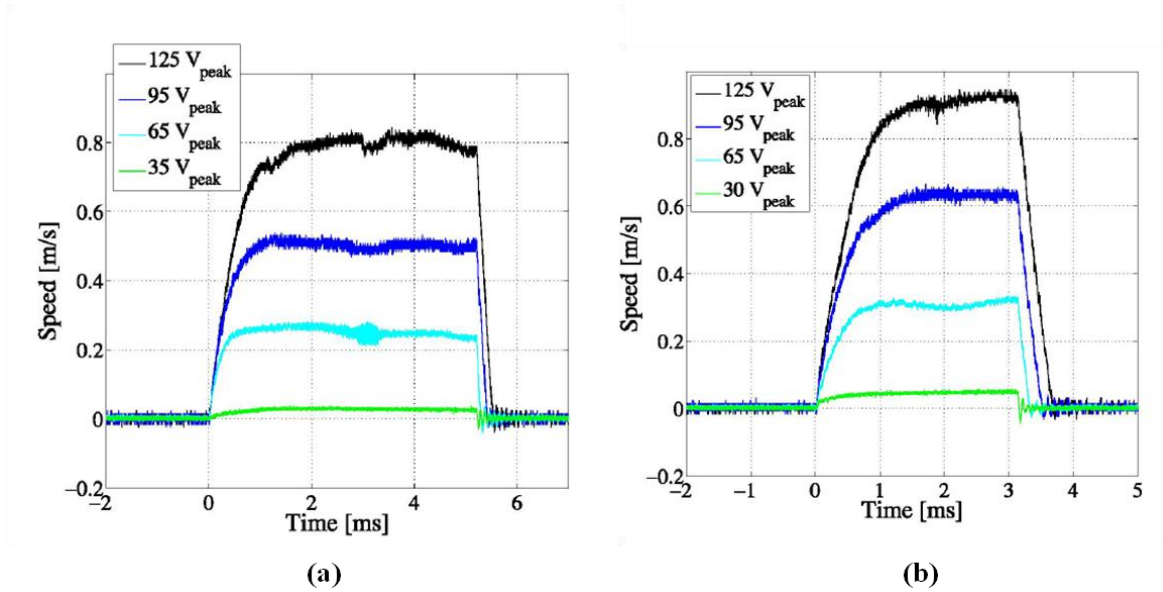 125 V_peak
95 V_peak
65 V_peak
35 V_peak
Speed [m/s]
0.8
0.6
0.4
0.2
0
−0.2
−2 0 2 4 6
Time [ms]
(a)
125 V_peak
95 V_peak
65 V_peak
30 V_peak
Speed [m/s]
0.8
0.6
0.4
0.2
0
−0.2
−2 −1 0 1 2 3 4 5
Time [ms]
(b)